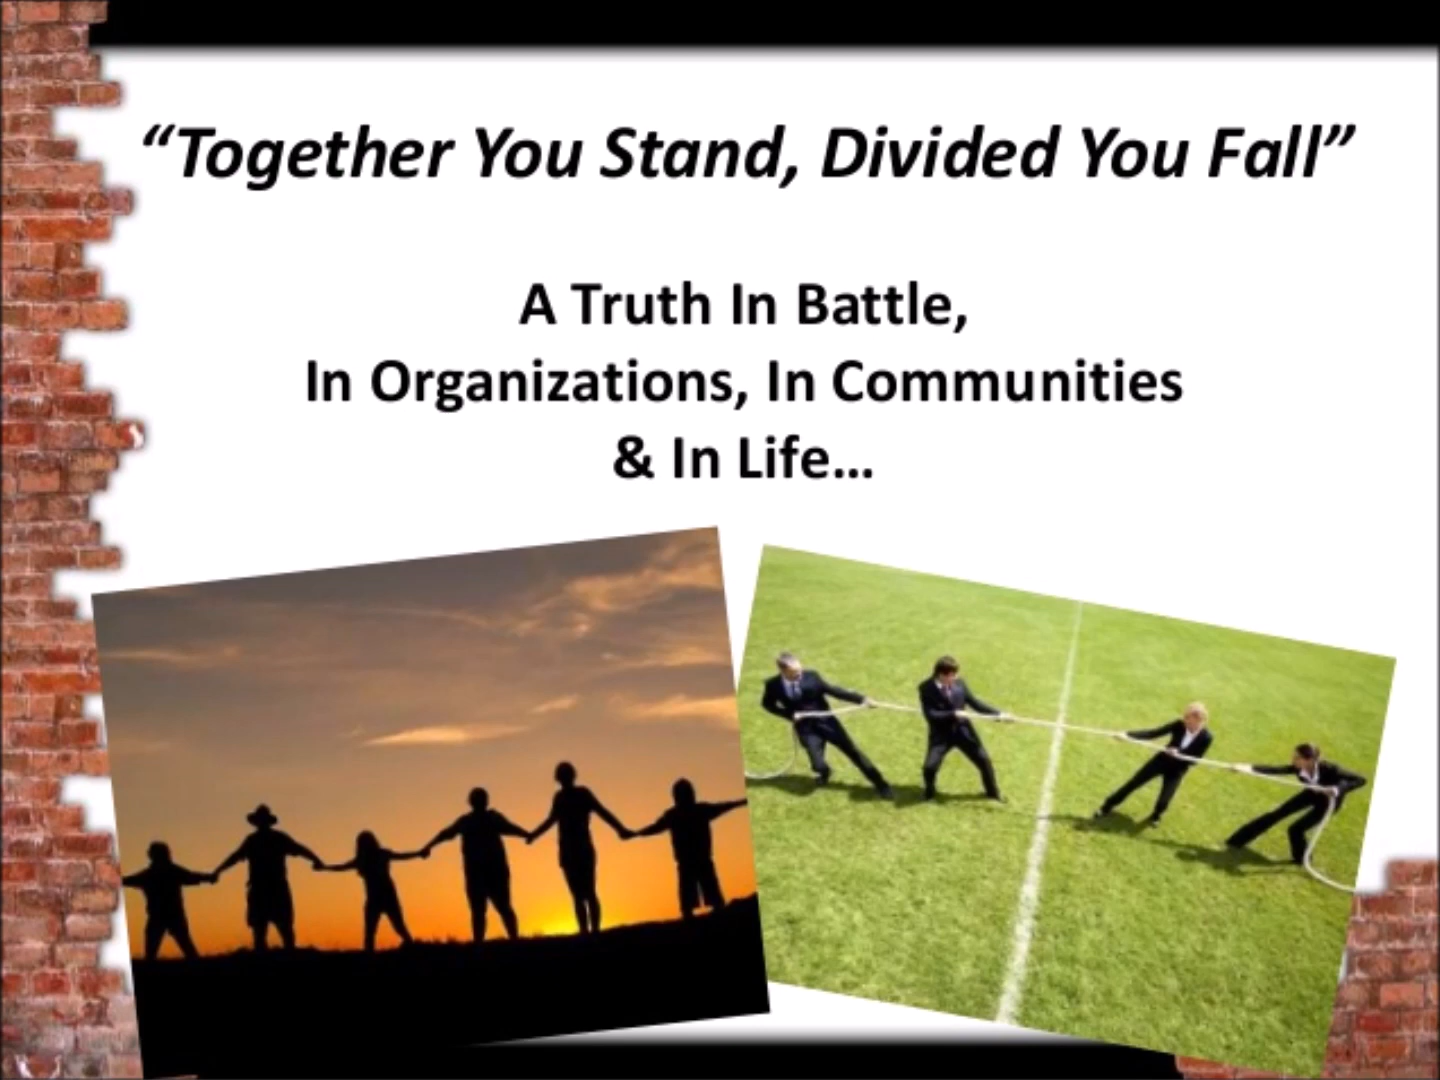 “Together You Stand, Divided You Fall”
A Truth In Battle,
In Organizations, In Communities
& In Life…